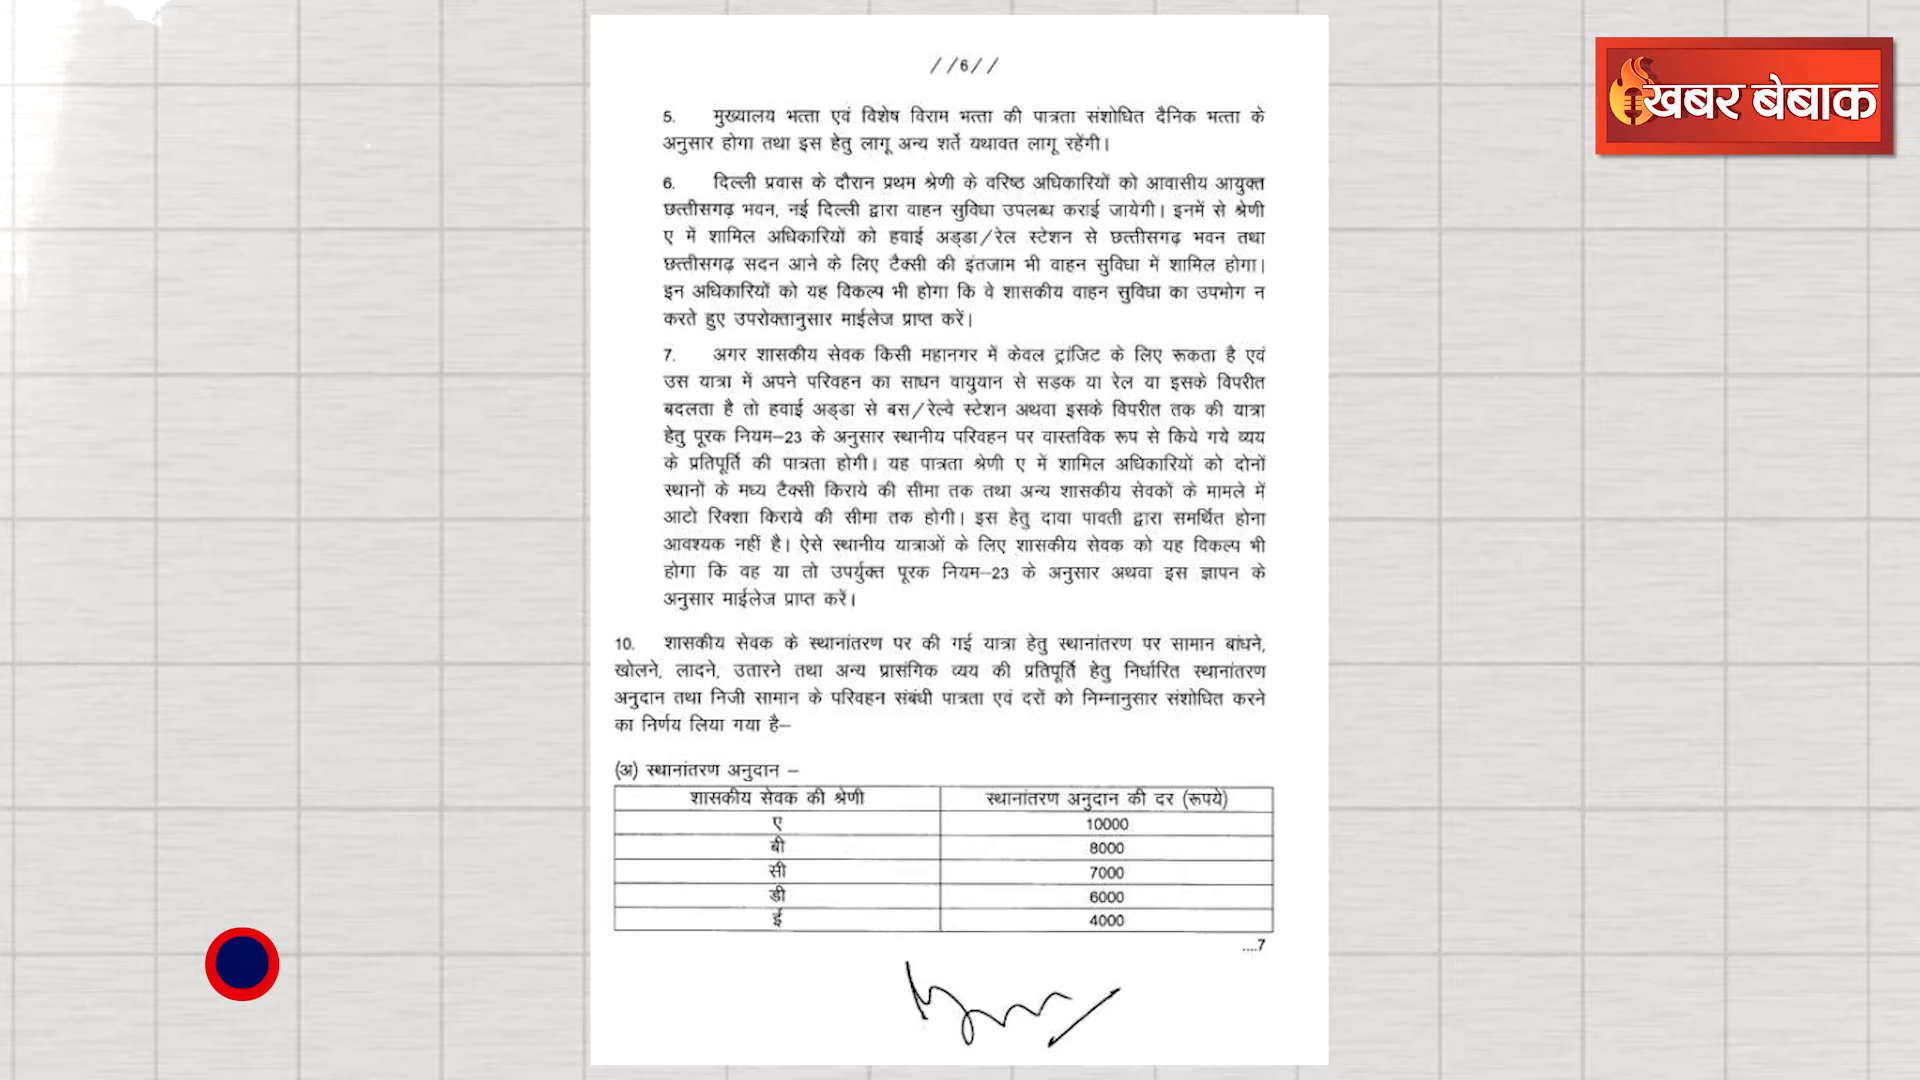 //6//
खबर बेबाक
5. मुख्यालय भत्ता एवं विशेष विराम भत्ता की पात्रता संशोधित दैनिक भत्ता के
अनुसार होगा तथा इस हेतु लागू अन्य शर्ते यथावत लागू रहेंगी।
6. दिल्ली प्रवास के दौरान प्रथम श्रेणी के वरिष्ठ अधिकारियों को आवासीय आयुक्त
छत्तीसगढ़ भवन, नई दिल्ली द्वारा वाहन सुविधा उपलब्ध कराई जायेगी। इनमें से श्रेणी
ए में शामिल अधिकारियों को हवाई अड्डा/रेल स्टेशन से छत्तीसगढ़ भवन तथा
छत्तीसगढ़ सदन आने के लिए टैक्सी की इंतजाम भी वाहन सुविधा में शामिल होगा।
इन अधिकारियों को यह विकल्प भी होगा कि वे शासकीय वाहन सुविधा का उपभोग न
करते हुए उपरोक्तानुसार माईलेज प्राप्त करें।
7. अगर शासकीय सेवक किसी महानगर में केवल ट्रांजिट के लिए रूकता है एवं
उस यात्रा में अपने परिवहन का साधन वायुयान से सड़क या रेल या इसके विपरीत
बदलता है तो हवाई अड्डा से बस/रेल्वे स्टेशन अथवा इसके विपरीत तक की यात्रा
हेतु पूरक नियम–23 के अनुसार स्थानीय परिवहन पर वास्तविक रूप से किये गये व्यय
के प्रतिपूर्ति की पात्रता होगी। यह पात्रता श्रेणी ए में शामिल अधिकारियों को दोनों
स्थानों के मध्य टैक्सी किराये की सीमा तक तथा अन्य शासकीय सेवकों के मामले में
आटो रिक्शा किराये की सीमा तक होगी। इस हेतु दावा पावती द्वारा समर्थित होना
आवश्यक नहीं है। ऐसे स्थानीय यात्राओं के लिए शासकीय सेवक को यह विकल्प भी
होगा कि वह या तो उपर्युक्त पूरक नियम–23 के अनुसार अथवा इस ज्ञापन के
अनुसार माईलेज प्राप्त करें।
10. शासकीय सेवक के स्थानांतरण पर की गई यात्रा हेतु स्थानांतरण पर सामान बांधने,
खोलने, लादने, उतारने तथा अन्य प्रासंगिक व्यय की प्रतिपूर्ति हेतु निर्धारित स्थानांतरण
अनुदान तथा निजी सामान के परिवहन संबंधी पात्रता एवं दरों को निम्नानुसार संशोधित करने
का निर्णय लिया गया है–
(अ) स्थानांतरण अनुदान –
शासकीय सेवक की श्रेणी स्थानांतरण अनुदान की दर (रूपये)
ए 10000
बी 8000
सी 7000
डी 6000
ई 4000
....7